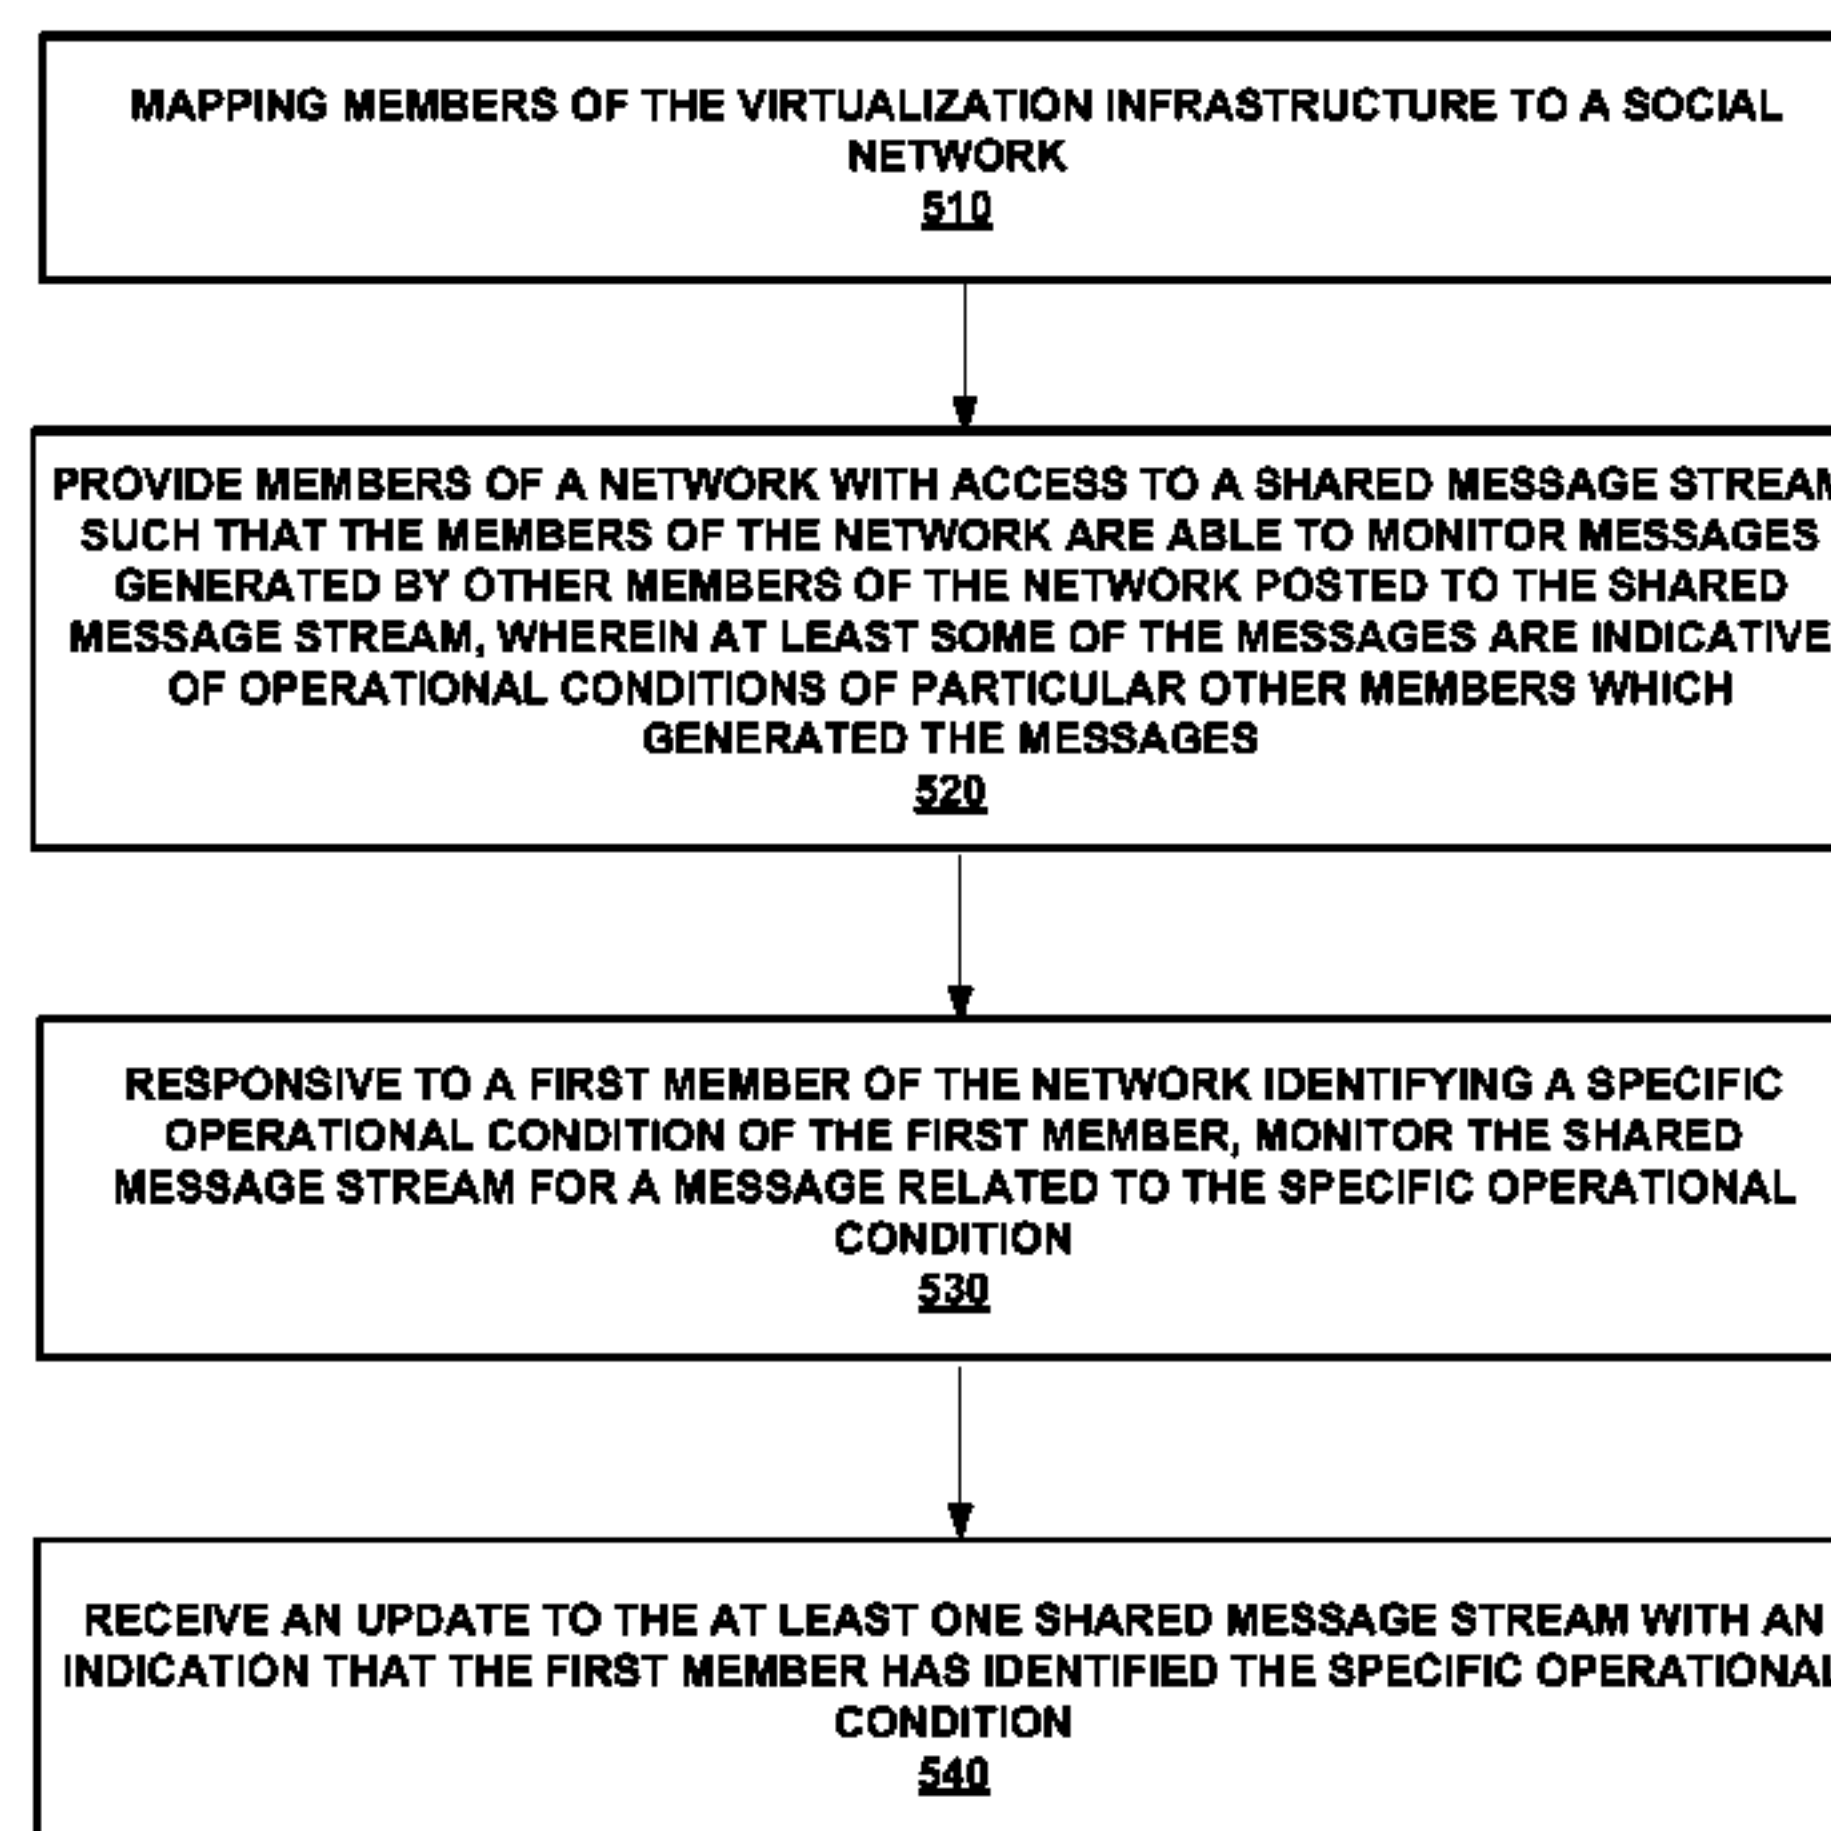 MAPPING MEMBERS OF THE VIRTUALIZATION INFRASTRUCTURE TO A SOCIAL
NETWORK
510
PROVIDE MEMBERS OF A NETWORK WITH ACCESS TO A SHARED MESSAGE STREAM
SUCH THAT THE MEMBERS OF THE NETWORK ARE ABLE TO MONITOR MESSAGES
GENERATED BY OTHER MEMBERS OF THE NETWORK POSTED TO THE SHARED
MESSAGE STREAM, WHEREIN AT LEAST SOME OF THE MESSAGES ARE INDICATIVE
OF OPERATIONAL CONDITIONS OF PARTICULAR OTHER MEMBERS WHICH
GENERATED THE MESSAGES
520
RESPONSIVE TO A FIRST MEMBER OF THE NETWORK IDENTIFYING A SPECIFIC
OPERATIONAL CONDITION OF THE FIRST MEMBER, MONITOR THE SHARED
MESSAGE STREAM FOR A MESSAGE RELATED TO THE SPECIFIC OPERATIONAL
CONDITION
530
RECEIVE AN UPDATE TO THE AT LEAST ONE SHARED MESSAGE STREAM WITH AN
INDICATION THAT THE FIRST MEMBER HAS IDENTIFIED THE SPECIFIC OPERATIONAL
CONDITION
540